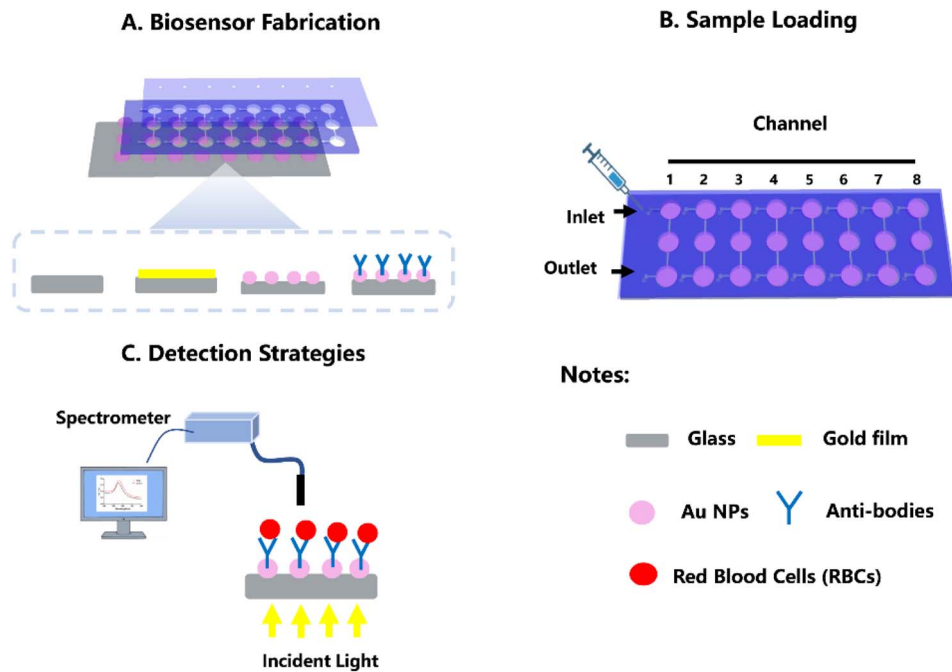 A. Biosensor Fabrication
B. Sample Loading
Channel
1 2 3 4 5 6 7 8
Inlet
Outlet
C. Detection Strategies
Spectrometer
Incident Light
Notes:
Glass
Gold film
Au NPs
Anti-bodies
Red Blood Cells (RBCs)